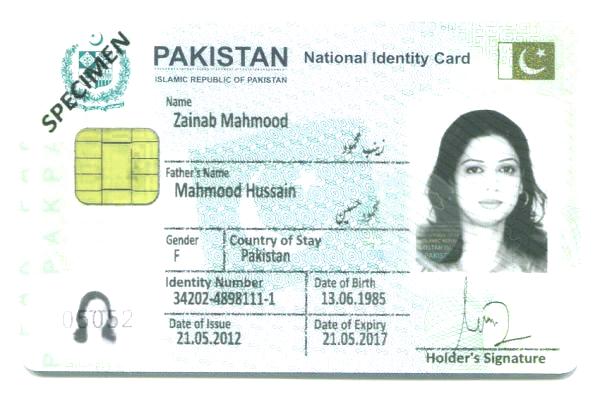 SPECIMEN
PAKISTAN National Identity Card
ISLAMIC REPUBLIC OF PAKISTAN
Name
Zainab Mahmood
زینب محمود
Father's Name
Mahmood Hussain
محمود حسین
Gender Country of Stay
F Pakistan
Identity Number Date of Birth
34202-4898111-1 13.06.1985
Date of Issue Date of Expiry
21.05.2012 21.05.2017
Holder's Signature